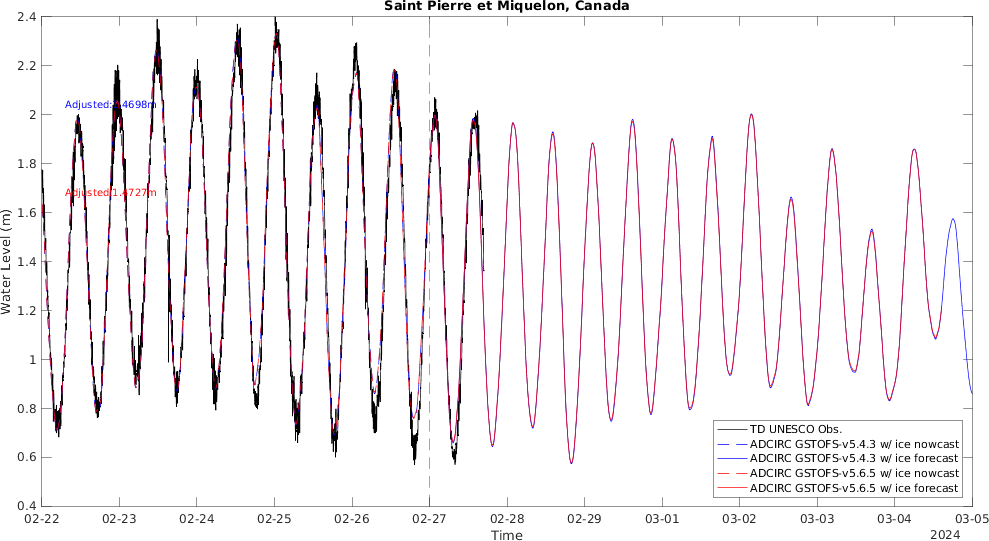 Saint Pierre et Miquelon, Canada
2.4
2.2
2
1.8
1.6
1.4
1.2
1
0.8
0.6
0.4
Water Level (m)
Adjusted:1.4698m
Adjusted:1.4727m
TD UNESCO Obs.
ADCIRC GSTOFS-v5.4.3 w/ ice nowcast
ADCIRC GSTOFS-v5.4.3 w/ ice forecast
ADCIRC GSTOFS-v5.6.5 w/ ice nowcast
ADCIRC GSTOFS-v5.6.5 w/ ice forecast
02-22 02-23 02-24 02-25 02-26 02-27 02-28 02-29 03-01 03-02 03-03 03-04 03-05
Time
2024